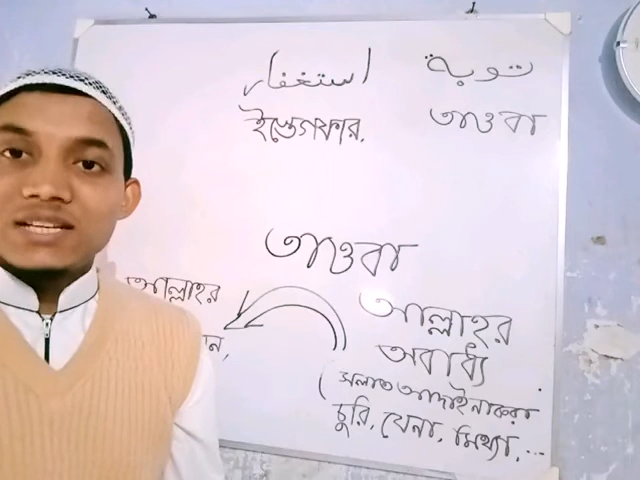 استغفار توبة
ইস্তেগফার, তাওবা
তাওবা
আল্লাহর
আল্লাহর
অবাধ্য
(সলাত আদাই নাকরা
চুরি, যেনা, মিথ্যা,...